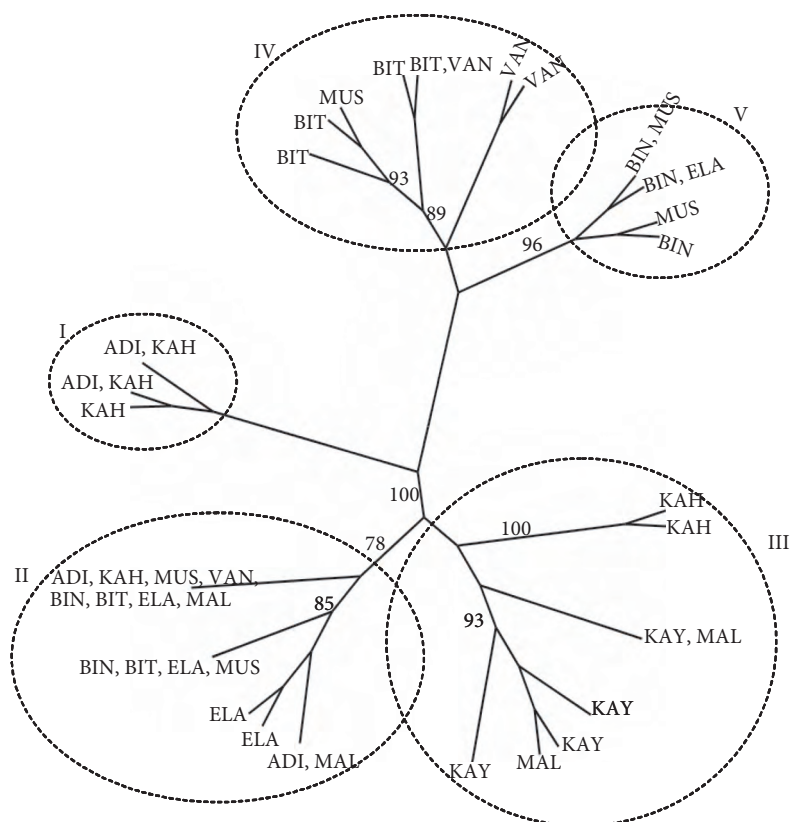 IV
BIT
BIT,VAN
VAN
VAN
MUS
BIT
BIT
93
89
V
BIN, MUS
BIN, ELA
MUS
BIN
96
I
ADI, KAH
ADI, KAH
KAH
100
78
II
ADI, KAH, MUS, VAN,
BIN, BIT, ELA, MAL
85
BIN, BIT, ELA, MUS
ELA
ELA
ADI, MAL
III
KAH
KAH
100
KAY, MAL
93
KAY
KAY
MAL
KAY